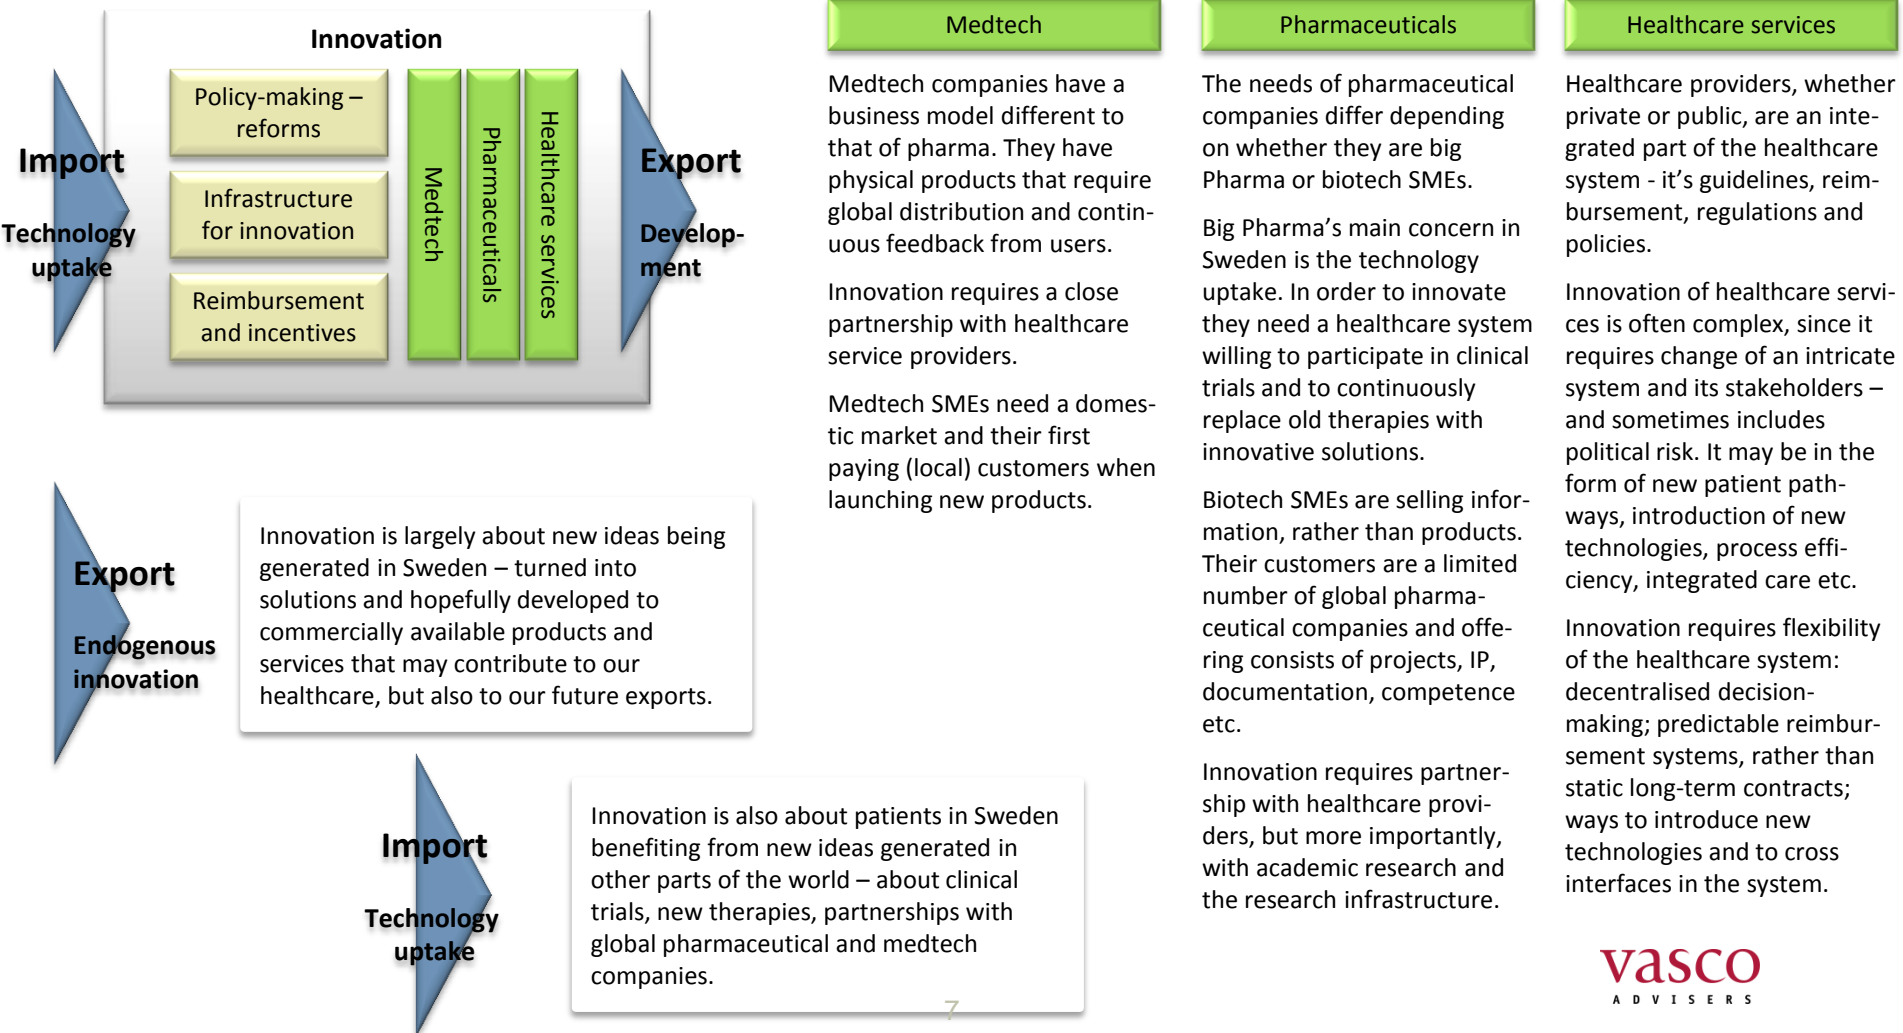 Innovation
Import
Technology
uptake
Policy-making –
reforms
Infrastructure
for innovation
Reimbursement
and incentives
Medtech
Pharmaceuticals
Healthcare services
Export
Develop-
ment
Export
Endogenous
innovation
Innovation is largely about new ideas being
generated in Sweden – turned into
solutions and hopefully developed to
commercially available products and
services that may contribute to our
healthcare, but also to our future exports.
Import
Technology
uptake
Innovation is also about patients in Sweden
benefiting from new ideas generated in
other parts of the world – about clinical
trials, new therapies, partnerships with
global pharmaceutical and medtech
companies.
Medtech
Medtech companies have a
business model different to
that of pharma. They have
physical products that require
global distribution and contin-
uous feedback from users.
Innovation requires a close
partnership with healthcare
service providers.
Medtech SMEs need a domes-
tic market and their first
paying (local) customers when
launching new products.
Pharmaceuticals
The needs of pharmaceutical
companies differ depending
on whether they are big
Pharma or biotech SMEs.
Big Pharma’s main concern in
Sweden is the technology
uptake. In order to innovate
they need a healthcare system
willing to participate in clinical
trials and to continuously
replace old therapies with
innovative solutions.
Biotech SMEs are selling infor-
mation, rather than products.
Their customers are a limited
number of global pharma-
ceutical companies and offe-
ring consists of projects, IP,
documentation, competence
etc.
Innovation requires partner-
ship with healthcare provi-
ders, but more importantly,
with academic research and
the research infrastructure.
Healthcare services
Healthcare providers, whether
private or public, are an inte-
grated part of the healthcare
system - it’s guidelines, reim-
bursement, regulations and
policies.
Innovation of healthcare servi-
ces is often complex, since it
requires change of an intricate
system and its stakeholders –
and sometimes includes
political risk. It may be in the
form of new patient path-
ways, introduction of new
technologies, process effi-
ciency, integrated care etc.
Innovation requires flexibility
of the healthcare system:
decentralised decision-
making; predictable reimbur-
sement systems, rather than
static long-term contracts;
ways to introduce new
technologies and to cross
interfaces in the system.
7
vasco
ADVISERS